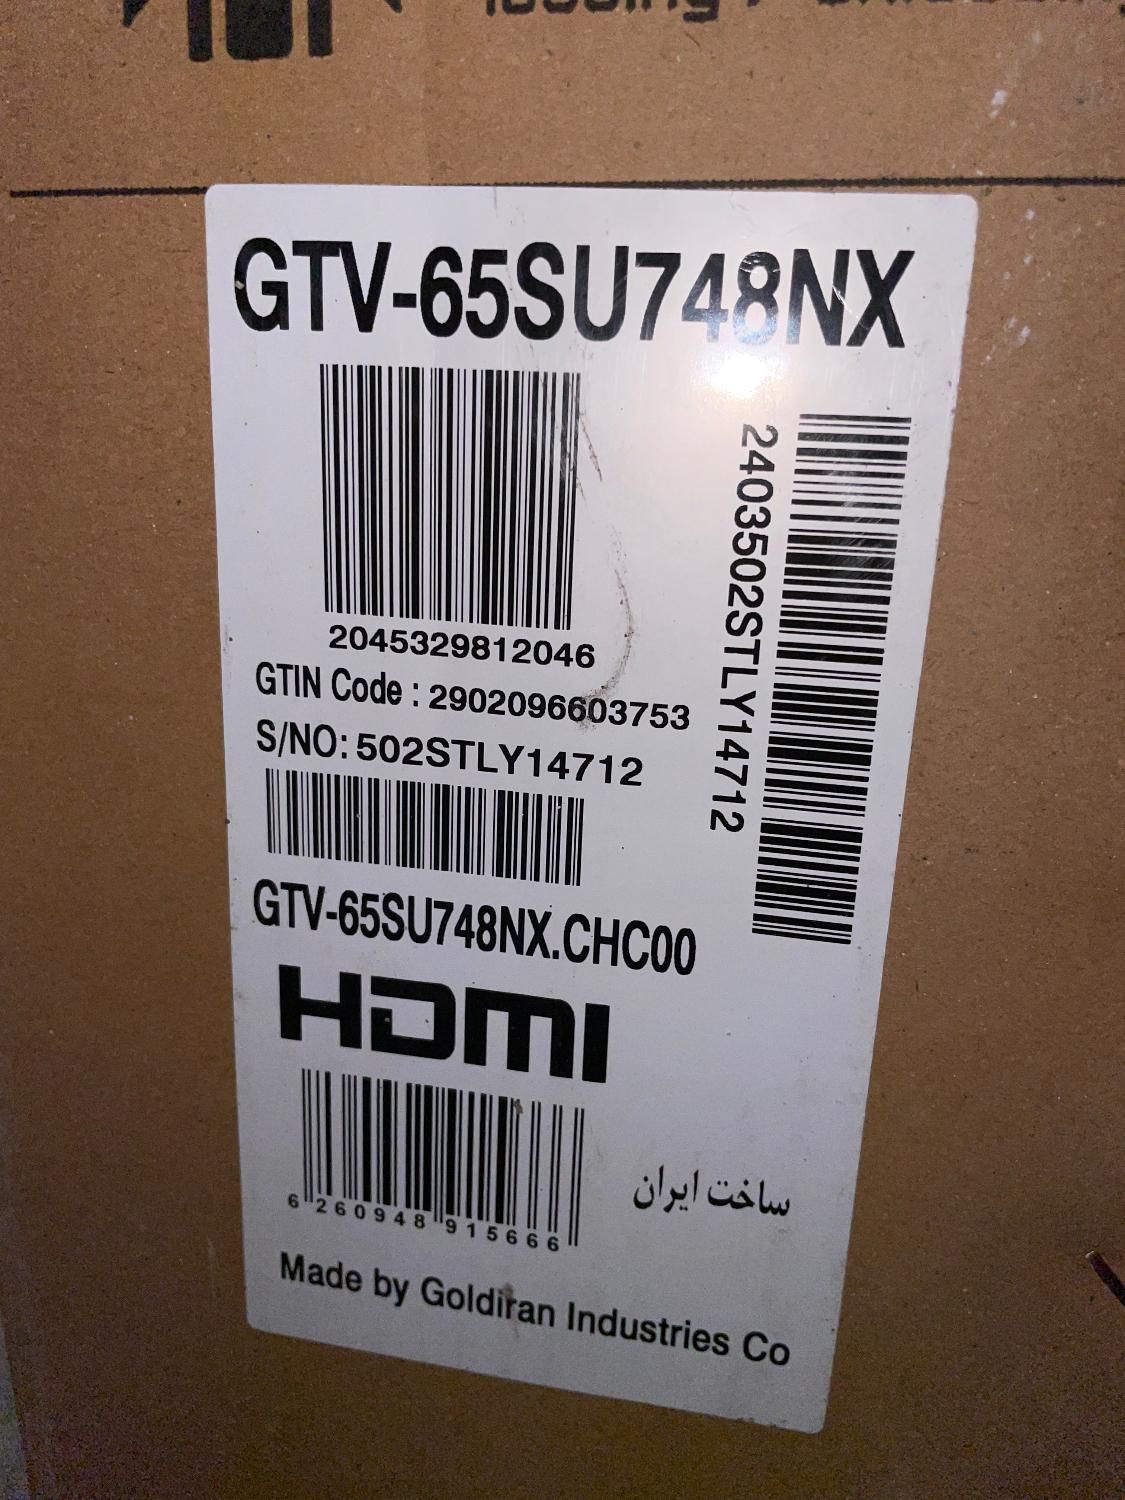 GTV-65SU748NX
2045329812046
2403502STLY14712
GTIN Code : 2902096603753
S/NO: 502STLY14712
GTV-65SU748NX.CHC00
HDMI
6 260948 915666
ساخت ایران
Made by Goldiran Industries Co